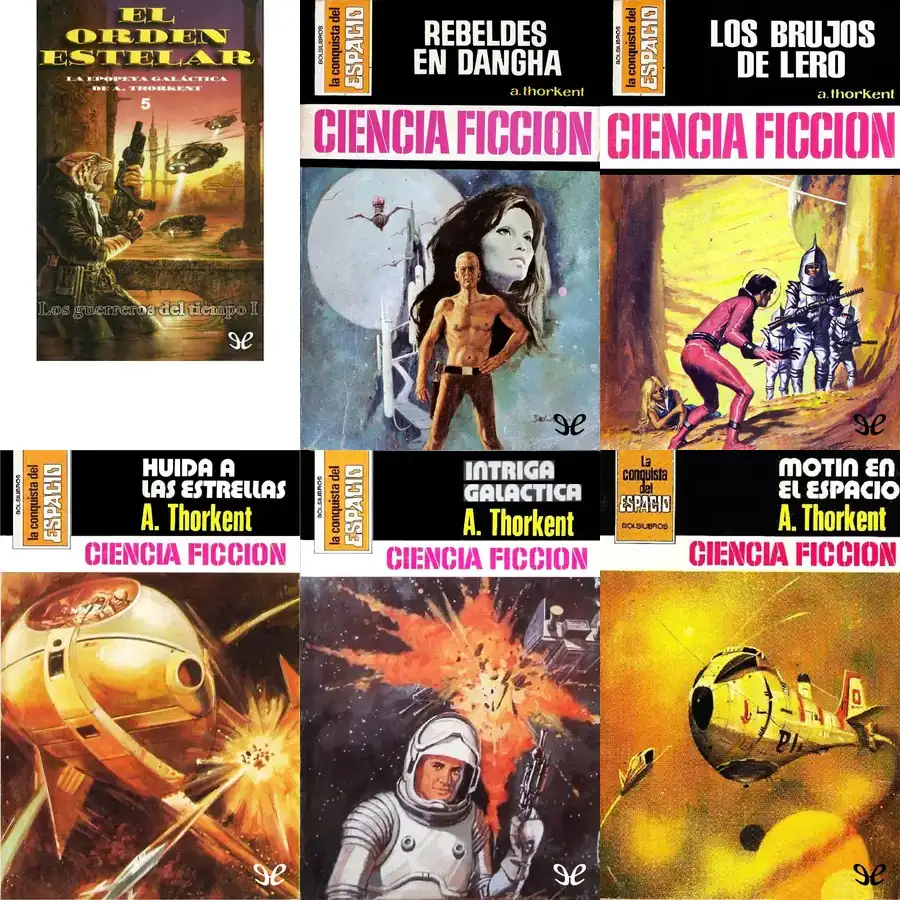 EL
ORDEN
ESTELAR
LA EPOPEYA GALÁCTICA
DE A. THORKENT
5
Los guerreros del tiempo I
BOLSILIBROS
la conquista del
ESPACIO
REBELDES
EN DANGHA
a.thorkent
CIENCIA FICCION
BOLSILIBROS
la conquista del
ESPACIO
LOS BRUJOS
DE LERO
a.thorkent
CIENCIA FICCION
BOLSILIBROS
la conquista del
ESPACIO
HUIDA A
LAS ESTRELLAS
A. Thorkent
CIENCIA FICCION
BOLSILIBROS
la conquista del
ESPACIO
INTRIGA
GALACTICA
A. Thorkent
CIENCIA FICCION
La
conquista
del
ESPACIO
BOLSILIBROS
MOTIN EN
EL ESPACIO
A. Thorkent
CIENCIA FICCION